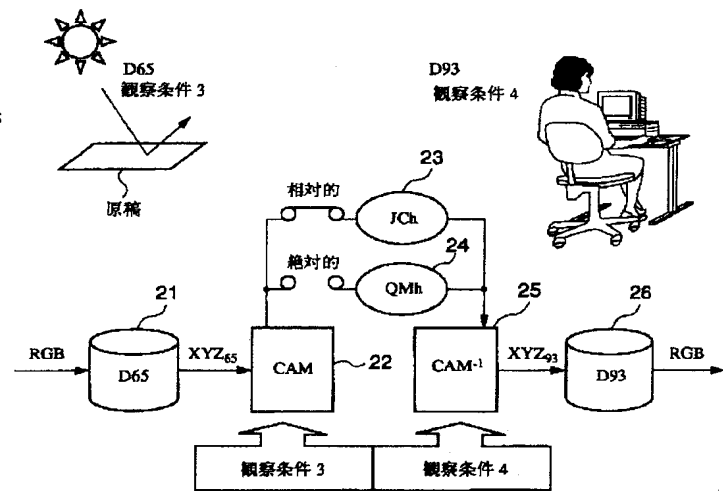 D65
観察条件 3
D93
観察条件 4
原稿
23
相対的
JCh
24
絶対的
QMh
21
25
26
RGB
D65
XYZ65
CAM
22
CAM-1
XYZ93
D93
RGB
観察条件 3
観察条件 4